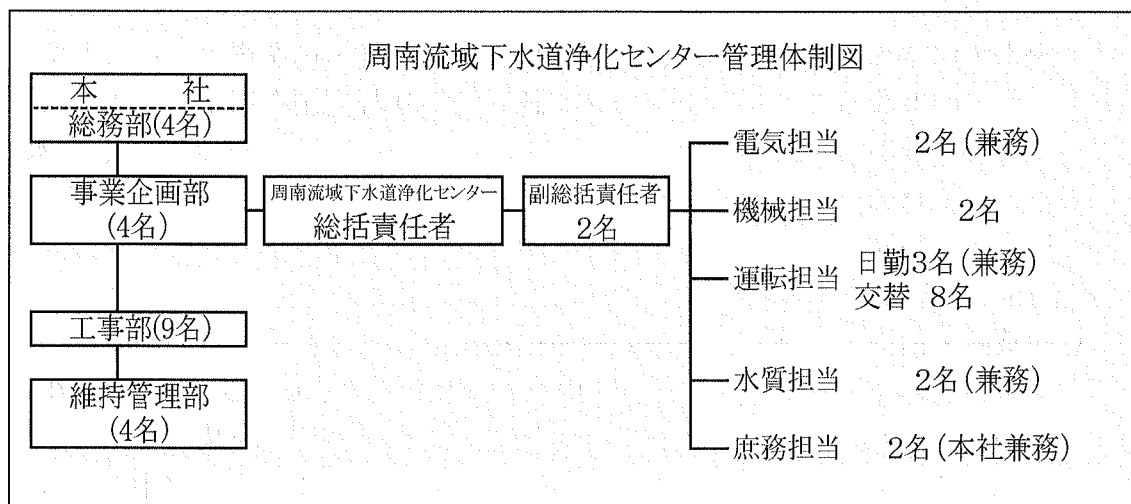 周南流域下水道浄化センター管理体制図
本　　　社
総務部(4名)
事業企画部
(4名)
工事部(9名)
維持管理部
(4名)
周南流域下水道浄化センター
総括責任者
副総括責任者
2名
電気担当　2名(兼務)
機械担当　2名
運転担当　日勤3名(兼務)
交替 8名
水質担当　2名(兼務)
庶務担当　2名(本社兼務)